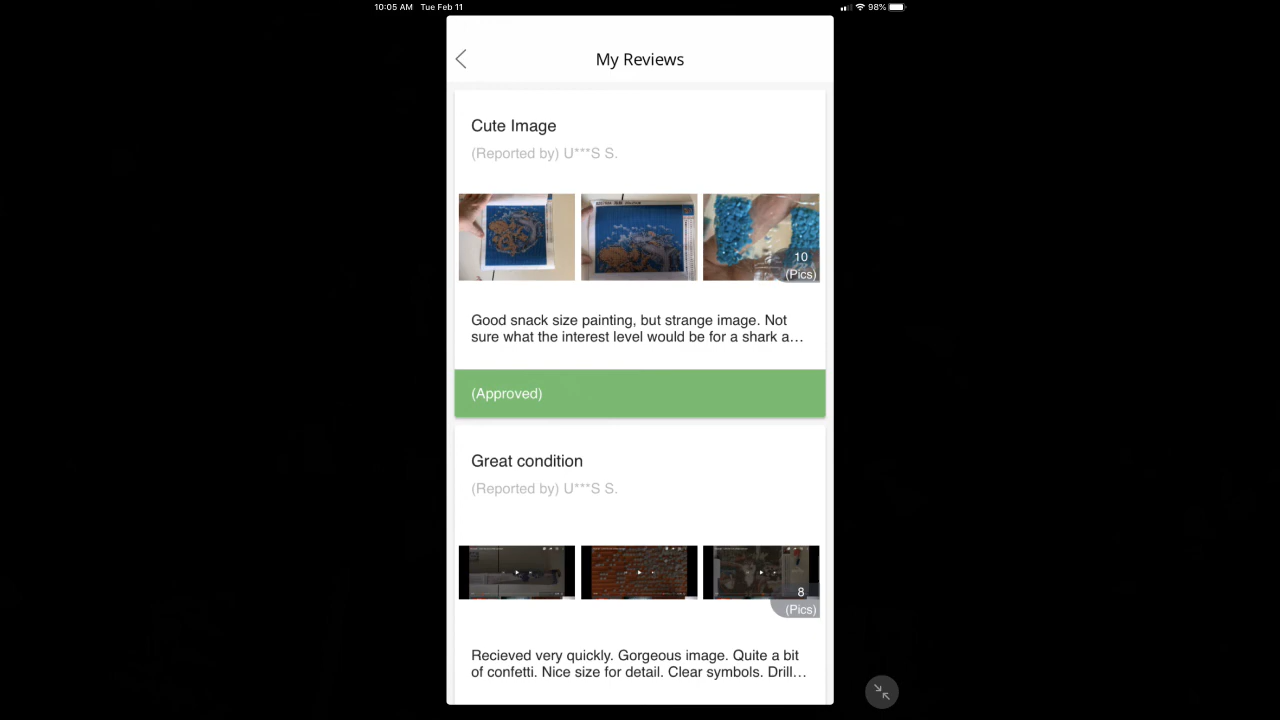 10:05 AM Tue Feb 11
98%
My Reviews
Cute Image
(Reported by) U***S S.
10
(Pics)
Good snack size painting, but strange image. Not
sure what the interest level would be for a shark a…
(Approved)
Great condition
(Reported by) U***S S.
8
(Pics)
Recieved very quickly. Gorgeous image. Quite a bit
of confetti. Nice size for detail. Clear symbols. Drill…